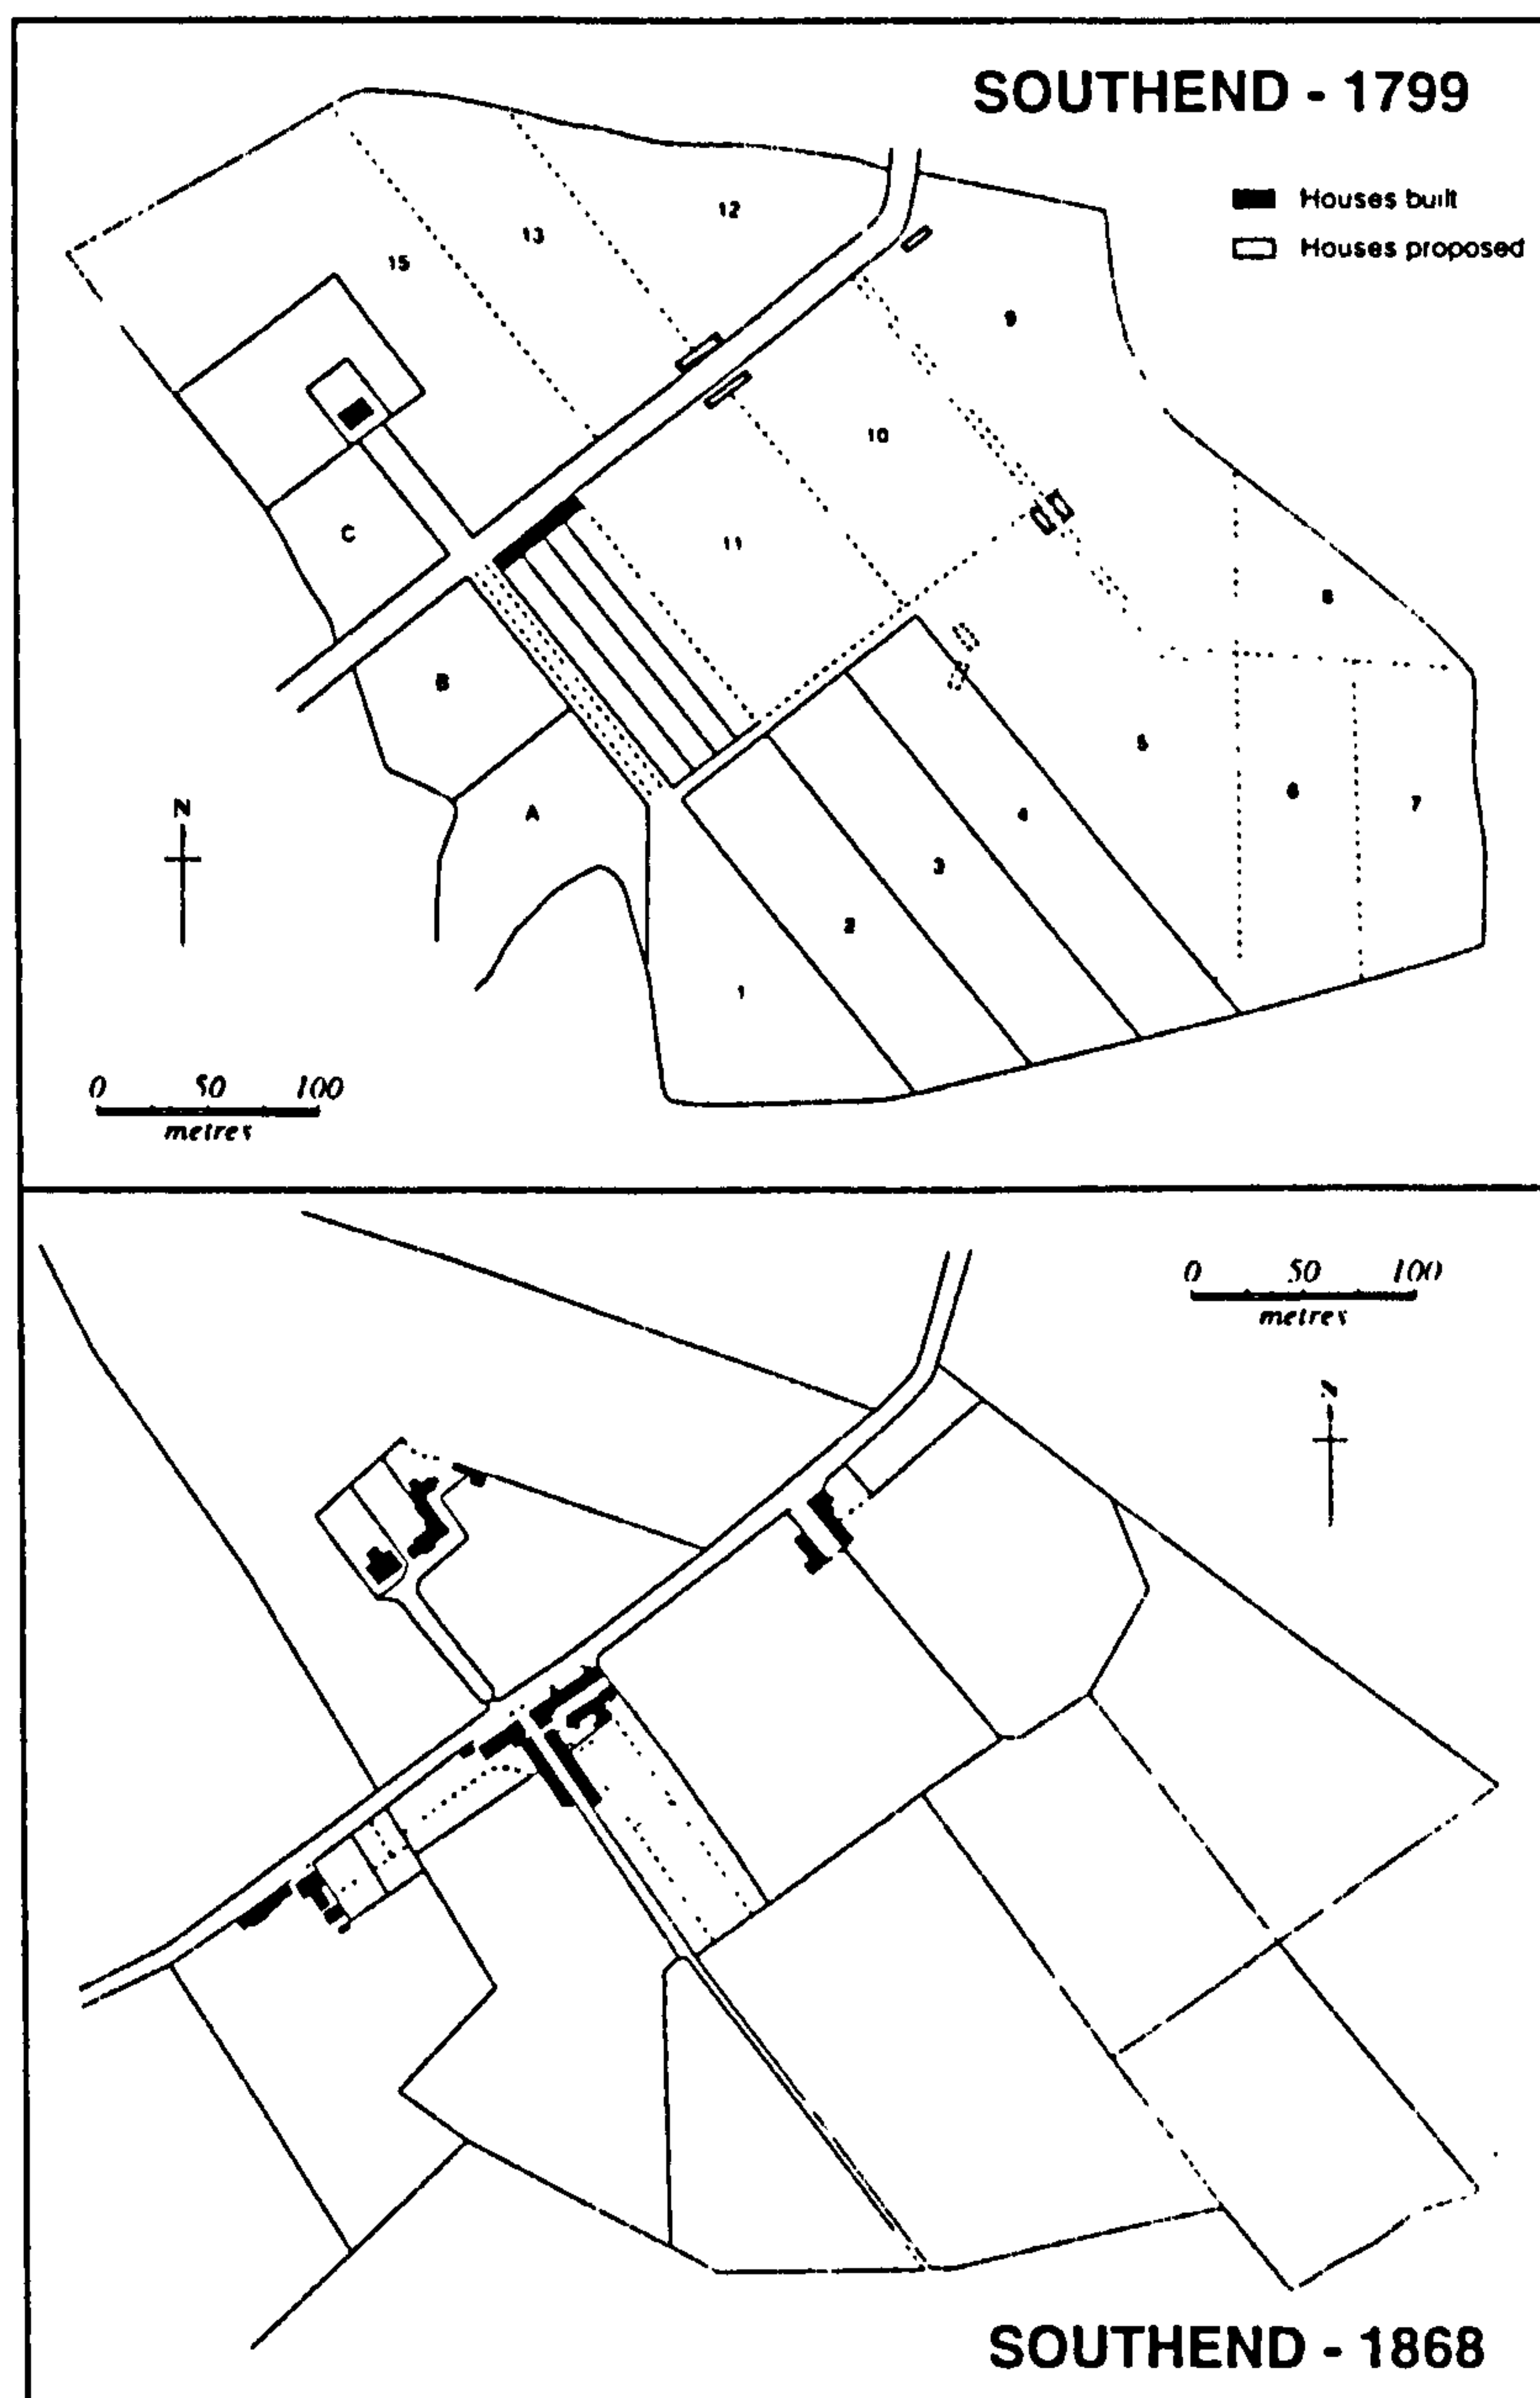 SOUTHEND - 1799
Houses built
Houses proposed
12
13
15
9
10
C
11
8
B
5
N
6
7
A
4
3
2
1
0 50 100
metres
0 50 100
metres
N
SOUTHEND - 1868